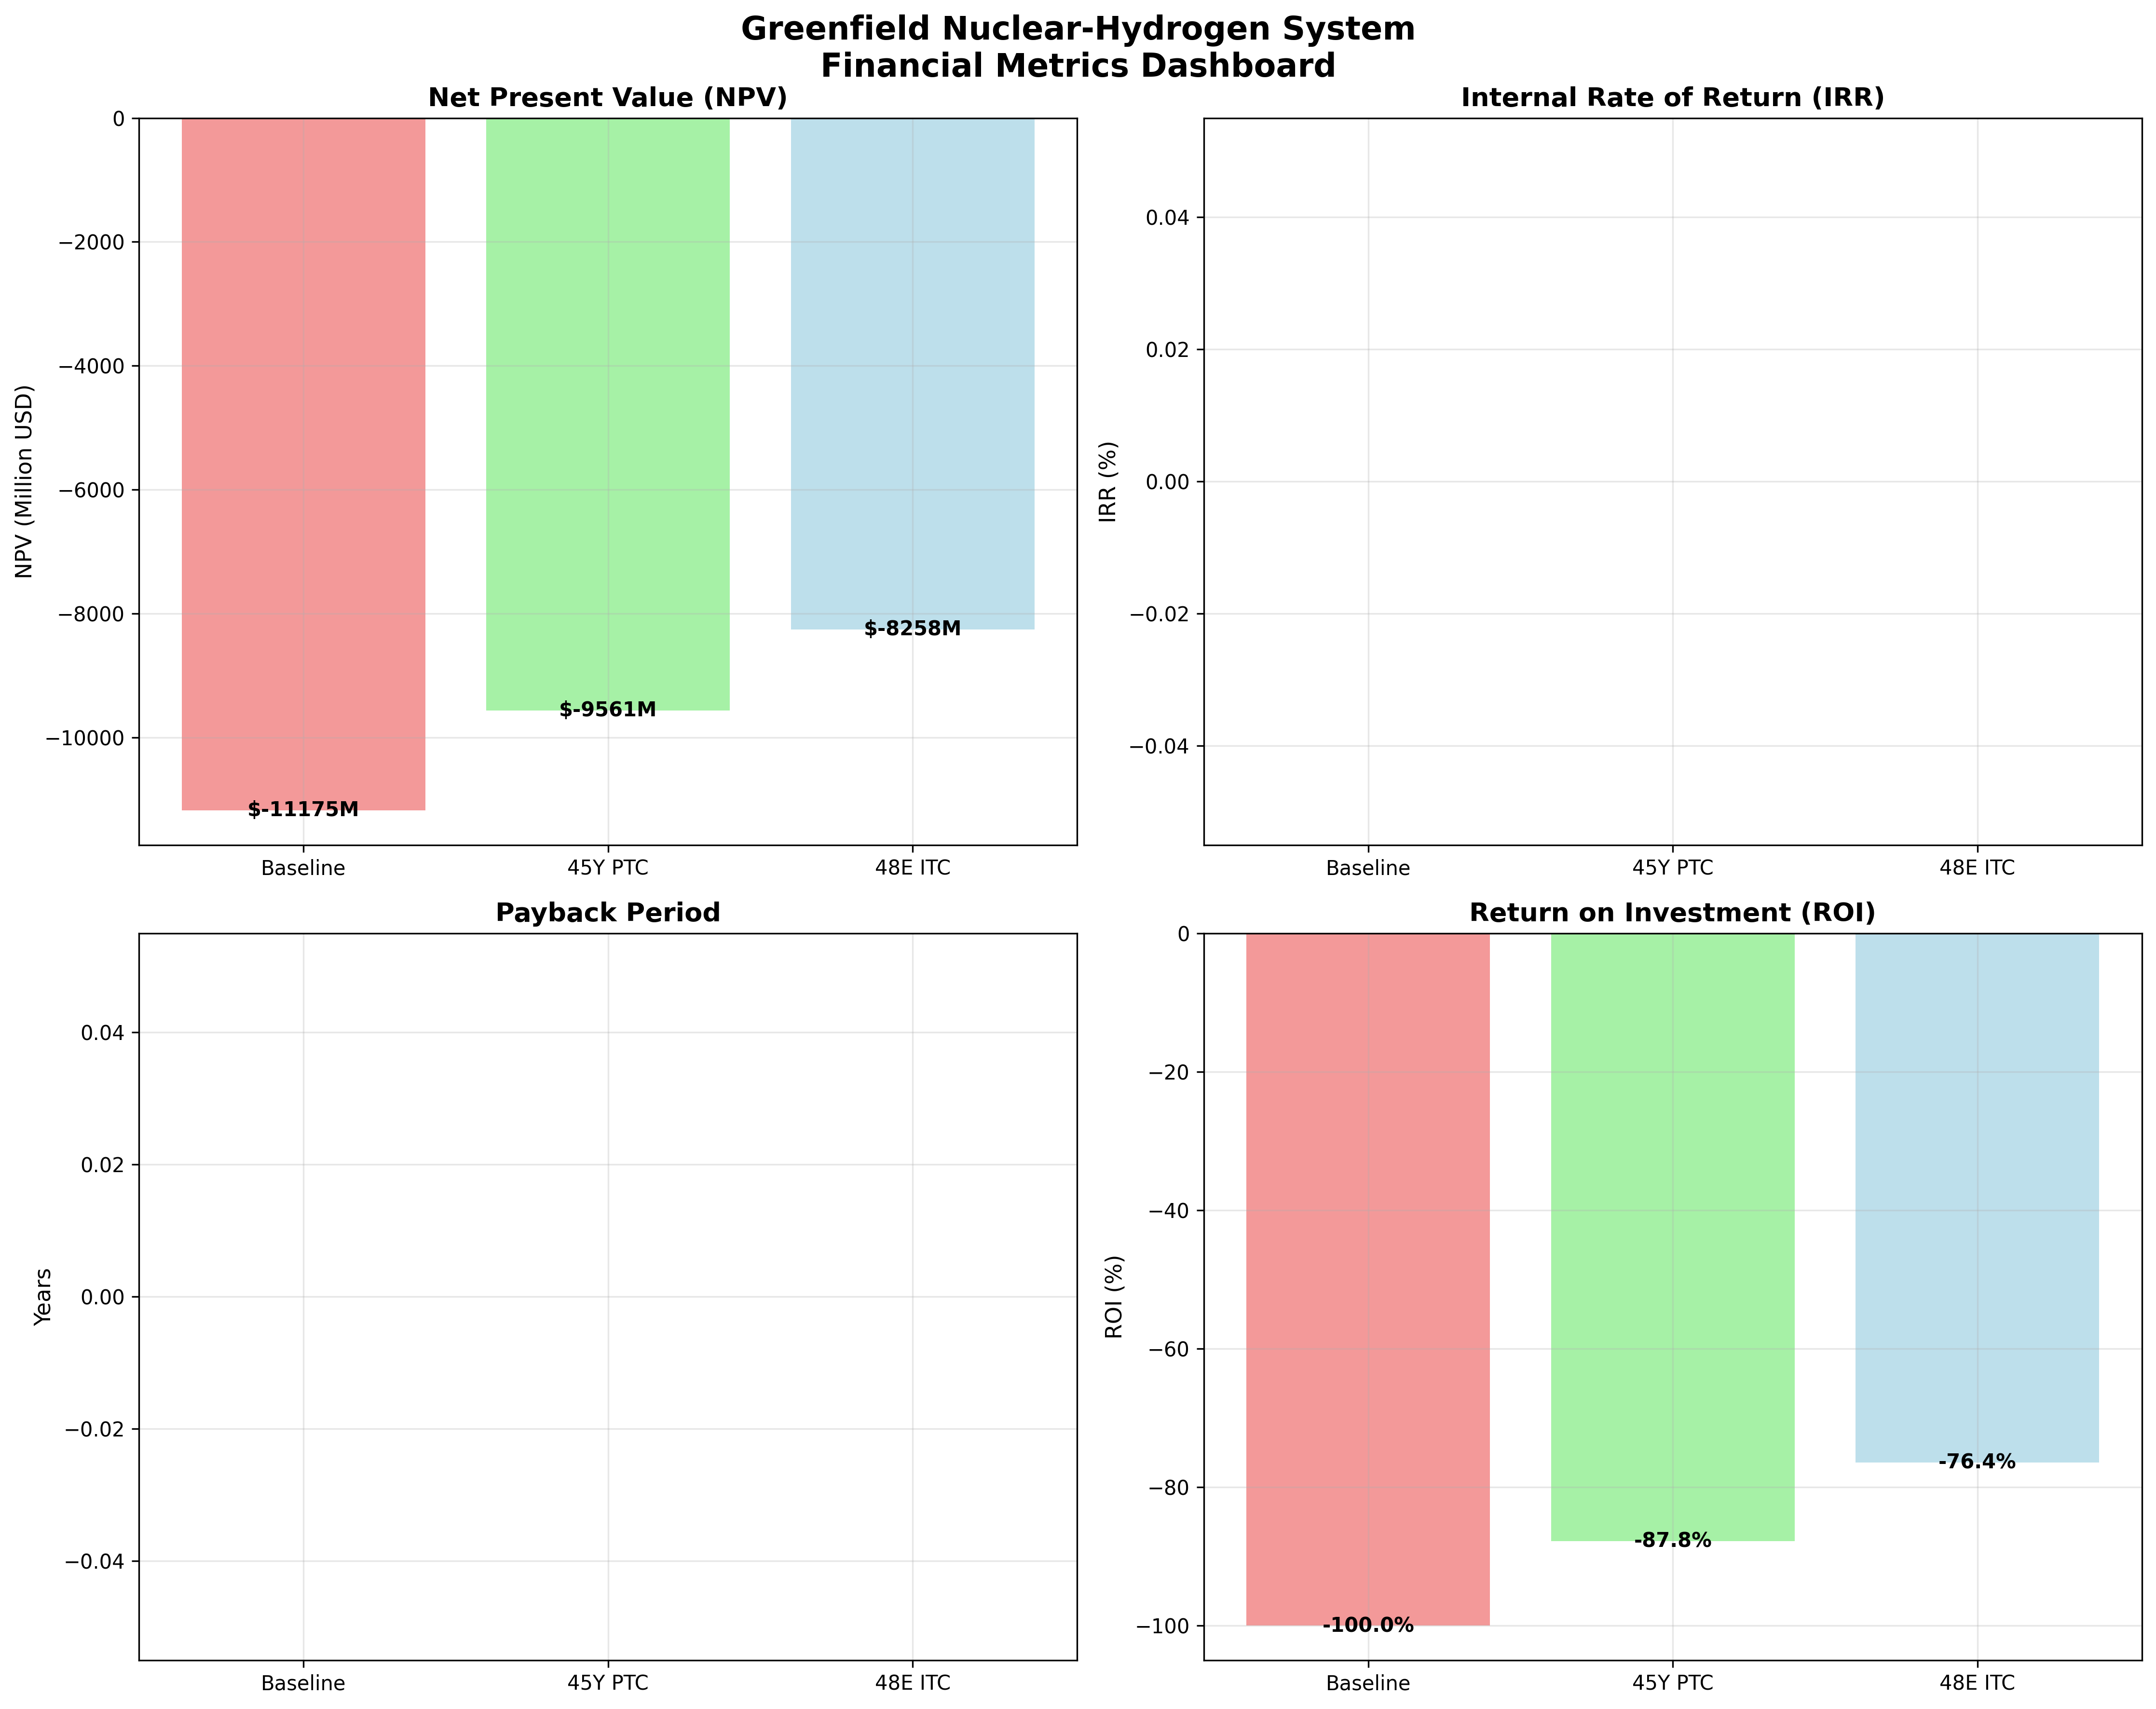 Greenfield Nuclear-Hydrogen System
Financial Metrics Dashboard
Net Present Value (NPV)
NPV (Million USD)
0
−2000
−4000
−6000
−8000
−10000
$-11175M
$-9561M
$-8258M
Baseline
45Y PTC
48E ITC
Internal Rate of Return (IRR)
IRR (%)
0.04
0.02
0.00
−0.02
−0.04
Baseline
45Y PTC
48E ITC
Payback Period
Years
0.04
0.02
0.00
−0.02
−0.04
Baseline
45Y PTC
48E ITC
Return on Investment (ROI)
ROI (%)
0
−20
−40
−60
−80
−100
-100.0%
-87.8%
-76.4%
Baseline
45Y PTC
48E ITC